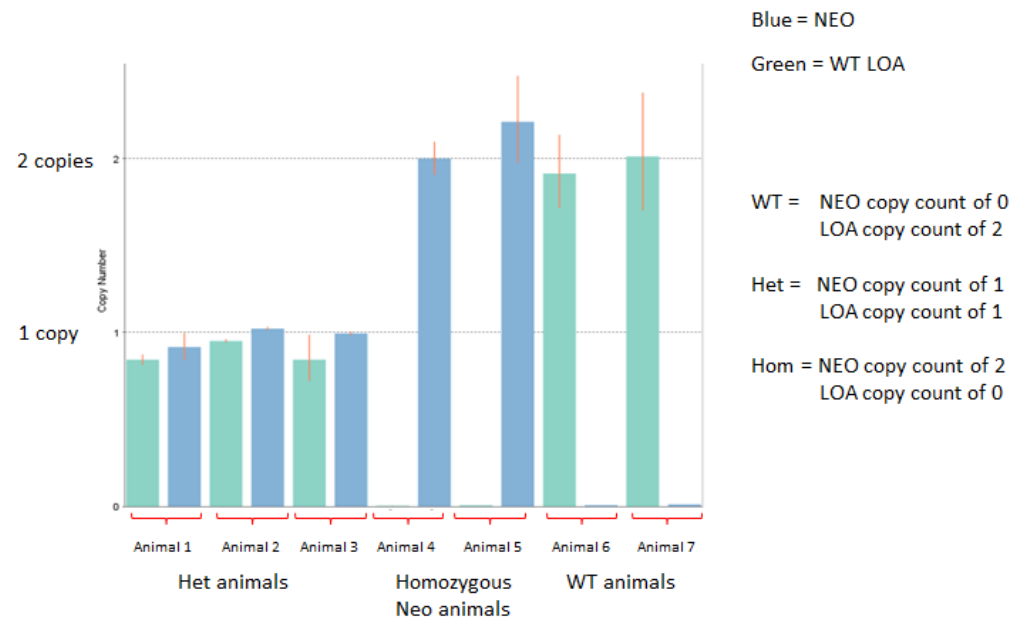 Blue = NEO
Green = WT LOA
2 copies
2
WT = NEO copy count of 0
LOA copy count of 2
Copy Number
Het = NEO copy count of 1
LOA copy count of 1
1 copy
1
Hom = NEO copy count of 2
LOA copy count of 0
0
Animal 1 Animal 2 Animal 3 Animal 4 Animal 5 Animal 6 Animal 7
Het animals
Homozygous
Neo animals
WT animals